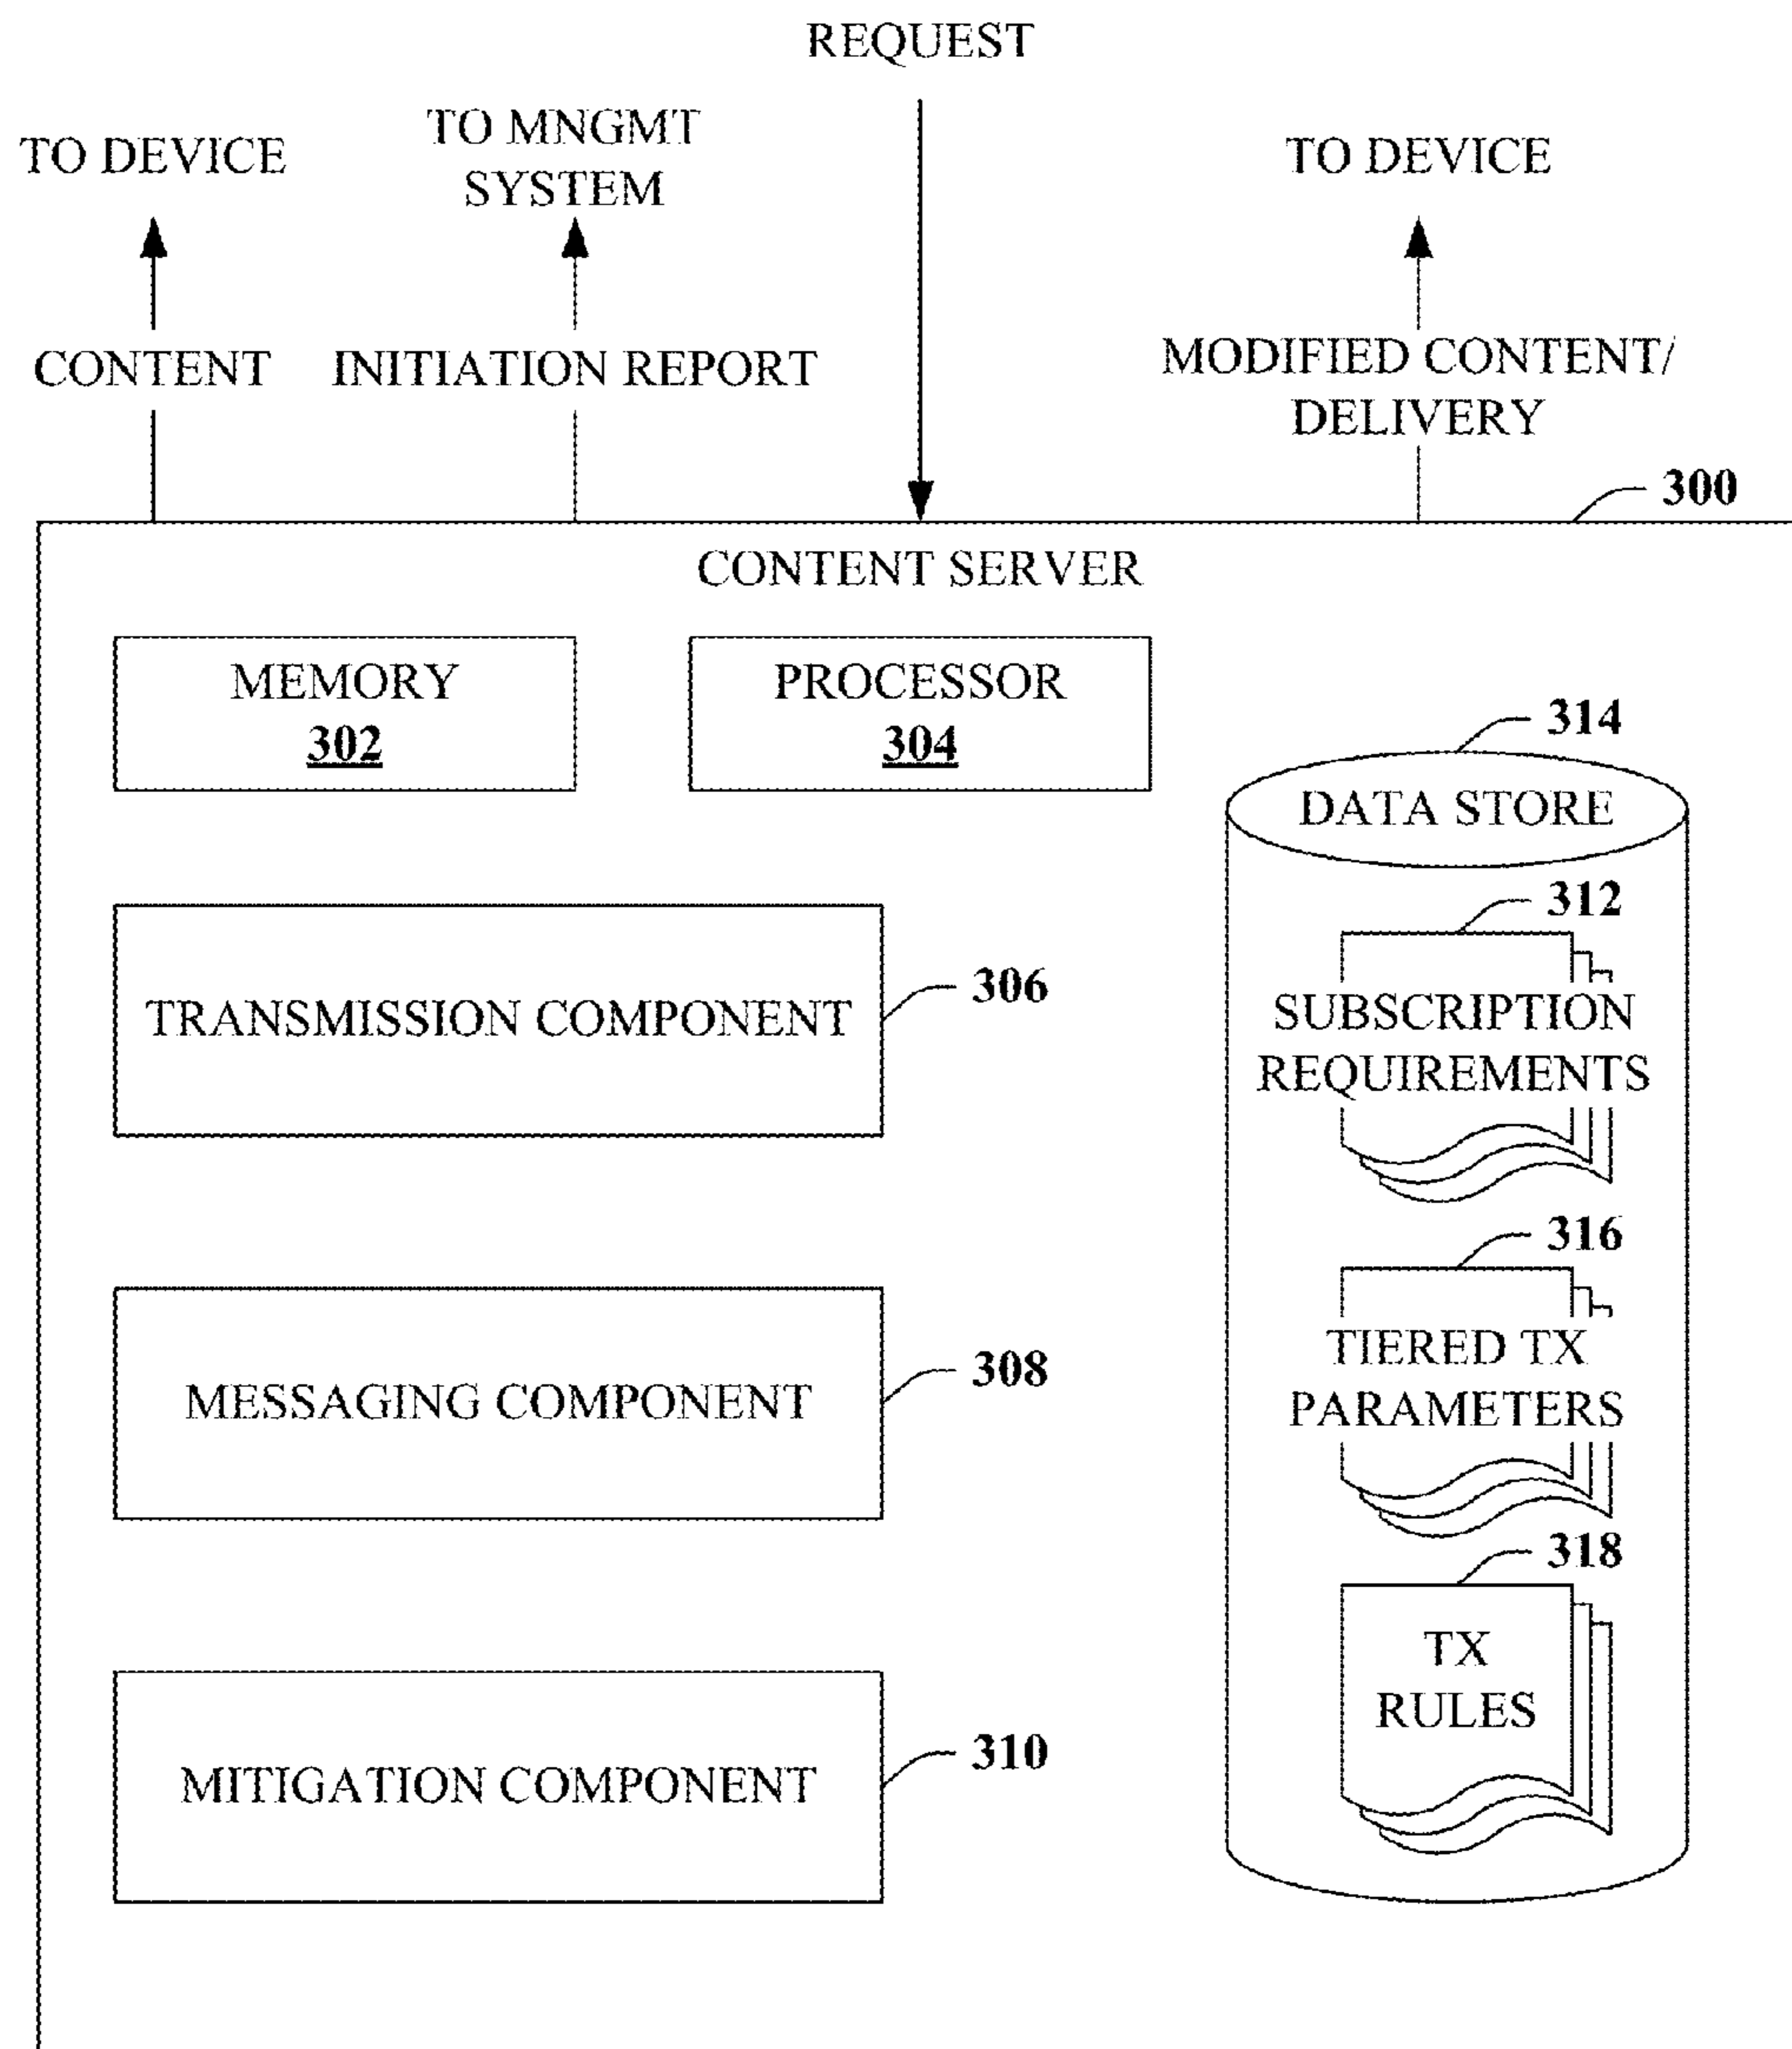 REQUEST
TO DEVICE
TO MNGMT
SYSTEM
TO DEVICE
CONTENT
INITIATION REPORT
MODIFIED CONTENT/
DELIVERY
300
CONTENT SERVER
MEMORY
302
PROCESSOR
304
314
DATA STORE
312
SUBSCRIPTION
REQUIREMENTS
TRANSMISSION COMPONENT
306
316
TIERED TX
PARAMETERS
MESSAGING COMPONENT
308
318
TX
RULES
MITIGATION COMPONENT
310